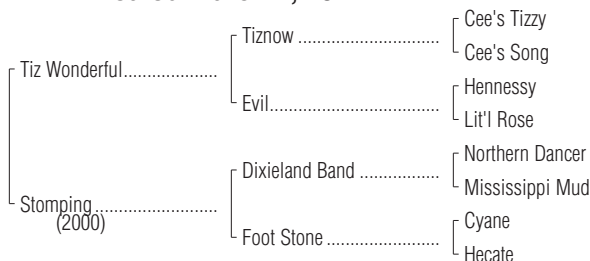 Cee's Tizzy
Tiznow ..............................
Cee's Song
Tiz Wonderful....................
Hennessy
Evil....................................
Lit'l Rose
Northern Dancer
Dixieland Band .................
Mississippi Mud
Stomping..........................
(2000)
Cyane
Foot Stone ........................
Hecate